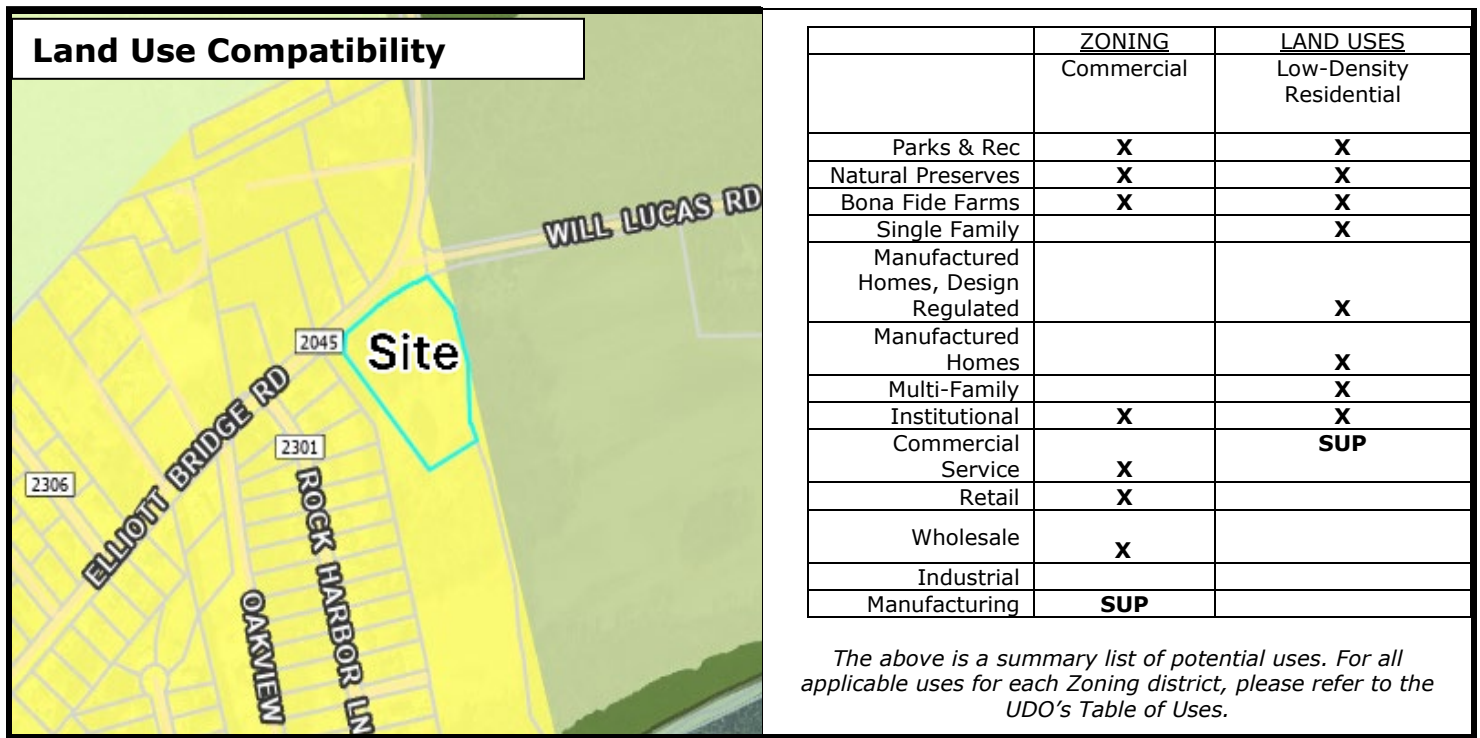 Land Use Compatibility
WILL LUCAS RD
2045
Site
ELLIOTT BRIDGE RD
2301
2306
ROCK HARBOR LN
OAKVIEW
ZONING LAND USES
Commercial Low-Density
Residential
Parks & Rec X X
Natural Preserves X X
Bona Fide Farms X X
Single Family X
Manufactured
Homes, Design
Regulated X
Manufactured
Homes X
Multi-Family X
Institutional X X
Commercial SUP
Service X
Retail X
Wholesale
X
Industrial
Manufacturing SUP
The above is a summary list of potential uses. For all
applicable uses for each Zoning district, please refer to the
UDO's Table of Uses.